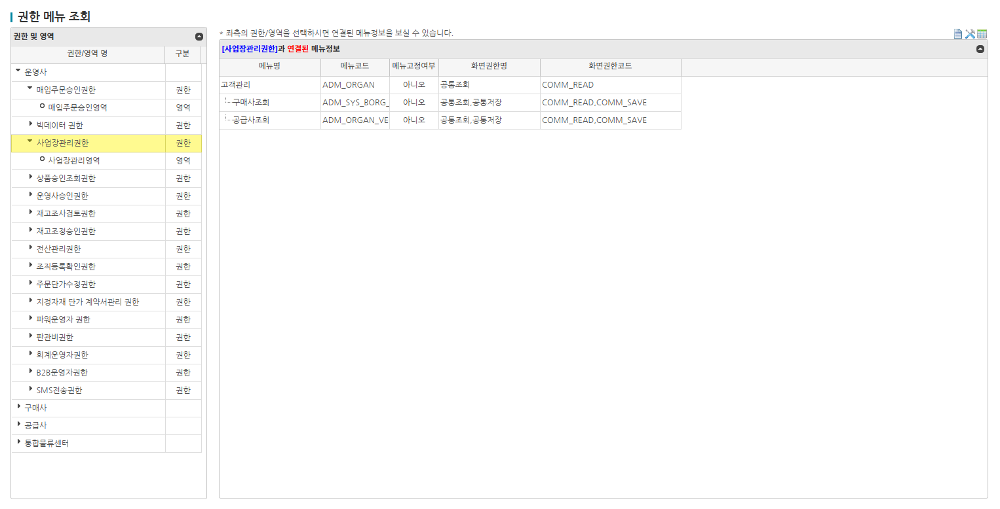 권한 메뉴 조회
권한 및 영역
권한/영역 명 구분
운영사
매입주문승인권한 권한
매입주문승인영역 영역
빅데이터 권한 권한
사업장관리권한 권한
사업장관리영역 영역
상품승인조회권한 권한
운영사승인권한 권한
재고조사검토권한 권한
재고조정승인권한 권한
전산관리권한 권한
조직등록확인권한 권한
주문단가수정권한 권한
지정자재 단가 계약서관리 권한 권한
파워운영자 권한 권한
판관비권한 권한
회계운영자권한 권한
B2B운영자권한 권한
SMS전송권한 권한
구매사
공급사
통합물류센터
* 좌측의 권한/영역을 선택하시면 연결된 메뉴정보을 보실 수 있습니다.
[사업장관리권한]과 연결된 메뉴정보
메뉴명 메뉴코드 메뉴고정여부 화면권한명 화면권한코드
고객관리 ADM_ORGAN 아니오 공통조회 COMM_READ
구매사조회 ADM_SYS_BORG_ 아니오 공통조회,공통저장 COMM_READ,COMM_SAVE
공급사조회 ADM_ORGAN_VE 아니오 공통조회,공통저장 COMM_READ,COMM_SAVE